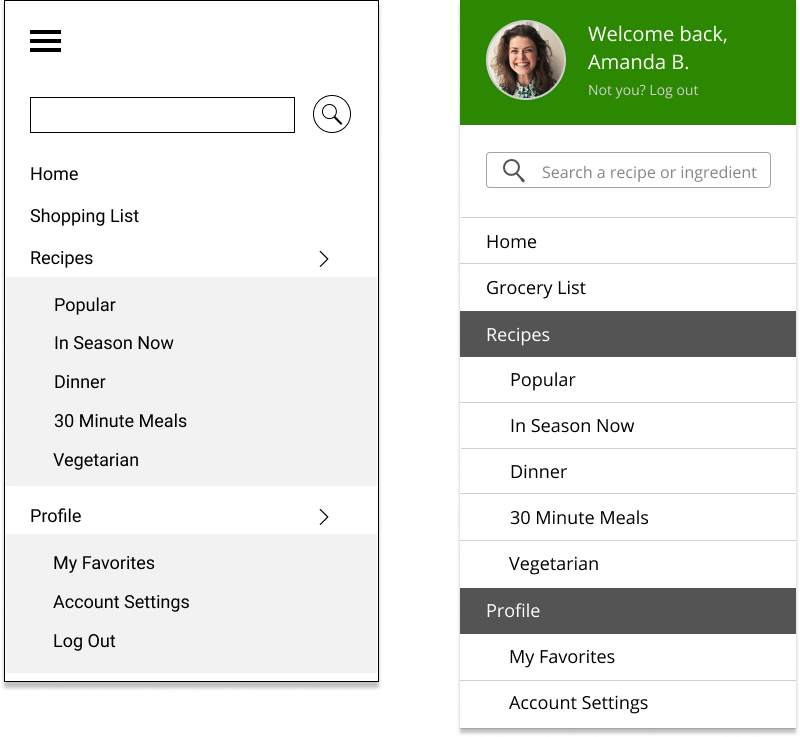 Home
Shopping List
Recipes
Popular
In Season Now
Dinner
30 Minute Meals
Vegetarian
Profile
My Favorites
Account Settings
Log Out
Welcome back,
Amanda B.
Not you? Log out
Search a recipe or ingredient
Home
Grocery List
Recipes
Popular
In Season Now
Dinner
30 Minute Meals
Vegetarian
Profile
My Favorites
Account Settings